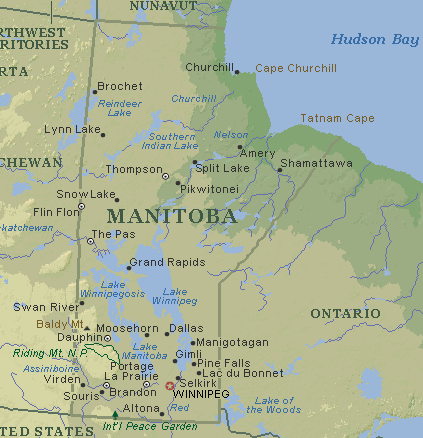 NUNAVUT
RTHWEST
RRITORIES
Hudson Bay
RTA
Churchill
Cape Churchill
Brochet
Reindeer
Lake
Churchill
Tatnam Cape
Lynn Lake
Southern
Indian Lake
Nelson
Amery
CHEWAN
Thompson
Split Lake
Shamattawa
Pikwitonei
Snow Lake
Flin Flon
MANITOBA
katchewan
The Pas
Grand Rapids
Lake
Winnipegosis
Lake
Winnipeg
Swan River
ONTARIO
Baldy Mt.
Moosehorn
Dallas
Dauphin
Manigotagan
Riding Mt. N.P.
Lake
Manitoba
Gimli
Assiniboine
Portage
La Prairie
Pine Falls
Lac du Bonnet
Virden
Selkirk
Souris
Brandon
WINNIPEG
Lake of
the Woods
Altona
Red
Int'l Peace Garden
ED STATES